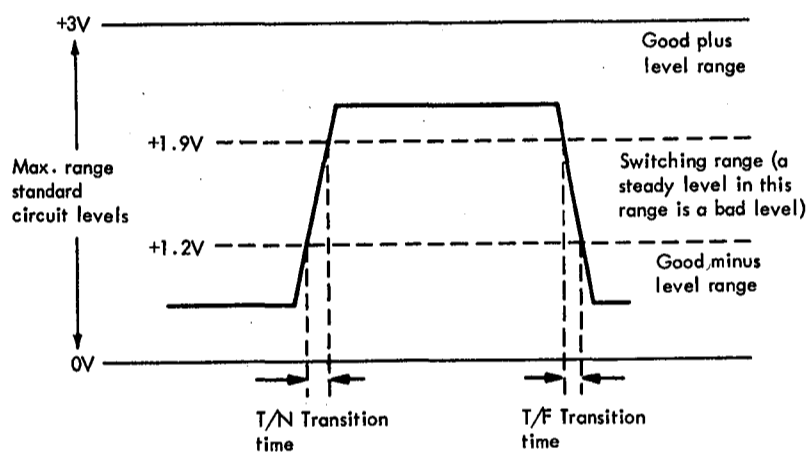 +3V
Good plus
level range
+1.9V
Max. range
standard
circuit levels
Switching range (a
steady level in this
range is a bad level)
+1.2V
Good minus
level range
0V
T/N Transition
time
T/F Transition
time